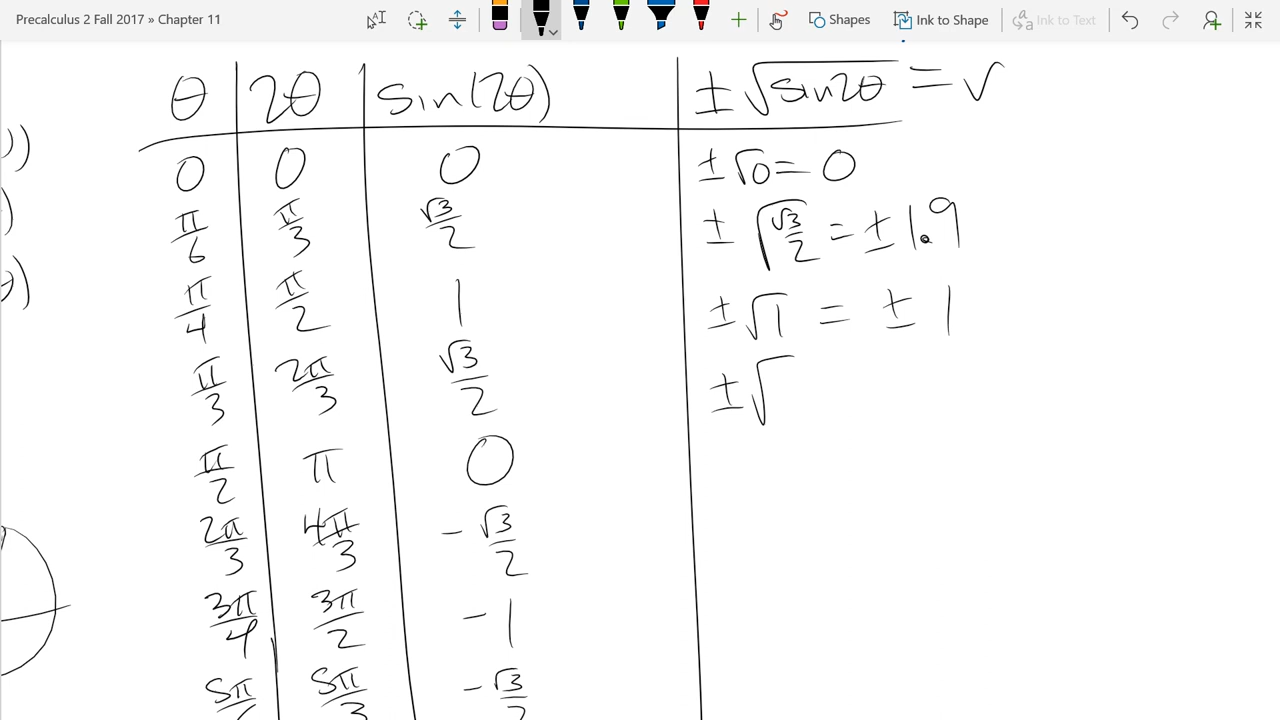 Precalculus 2 Fall 2017 » Chapter 11 Shapes Ink to Shape Ink to Text
θ 2θ sin(2θ) ±√sin2θ = r
0 0 0 ±√0 = 0
π/6 π/3 √3/2 ±√(√3/2) = ±1.9
π/4 π/2 1 ±√1 = ±1
π/3 2π/3 √3/2 ±√
π/2 π 0
2π/3 4π/3 -√3/2
3π/4 3π/2 -1
5π/ 5π/3 -√3/2